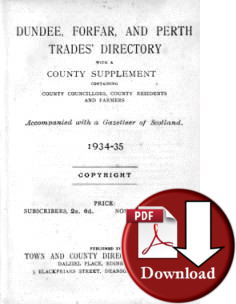 DUNDEE, FORFAR, AND PERTH
TRADES' DIRECTORY
WITH A
COUNTY SUPPLEMENT
CONTAINING
COUNTY COUNCILLORS, COUNTY RESIDENTS
AND FARMERS
Accompanied with a Gazetteer of Scotland.
1934-35
COPYRIGHT
PRICE:
SUBSCRIBERS, 2s. 6d.
PUBLISHED BY
TOWN AND COUNTY
DALZIEL PLACE,
5 BLACKFRIARS STREET,
PDF
Download